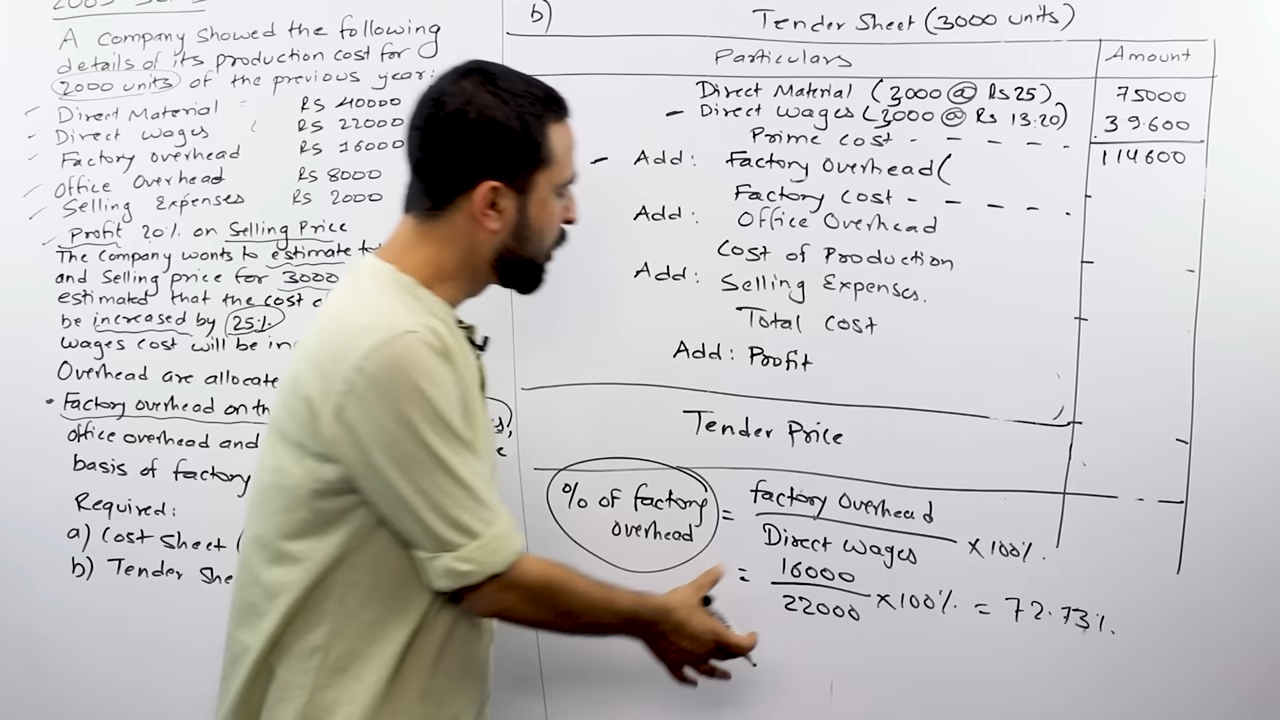 A company showed the following
details of its production cost for
2000 units of the previous year:
Direct Material RS 40000
Direct wages RS 22000
Factory overhead RS 16000
Office Overhead RS 8000
Selling Expenses RS 2000
Profit 20% on Selling Price
The company wants to estimate
and Selling price for 3000
estimated that the cost
be increased by 25%
wages cost will be in
Overhead are allocate
Factory overhead on th
office overhead and
basis of factory
Required:
a) Cost Sheet (
b) Tender She
b) Tender Sheet (3000 units)
Particulars Amount
Direct Material (3000 @ Rs 25) 75000
Direct Wages (3000 @ Rs 13.20) 39.600
Prime cost - - - - . 114600
Add: Factory Overhead (
Factory cost - - - - .
Add: Office Overhead
Cost of Production
Add: Selling Expenses.
Total cost
Add: Profit
Tender Price
% of factory overhead = factory Overhead / Direct Wages × 100%.
= 16000 / 22000 × 100% = 72.73%.